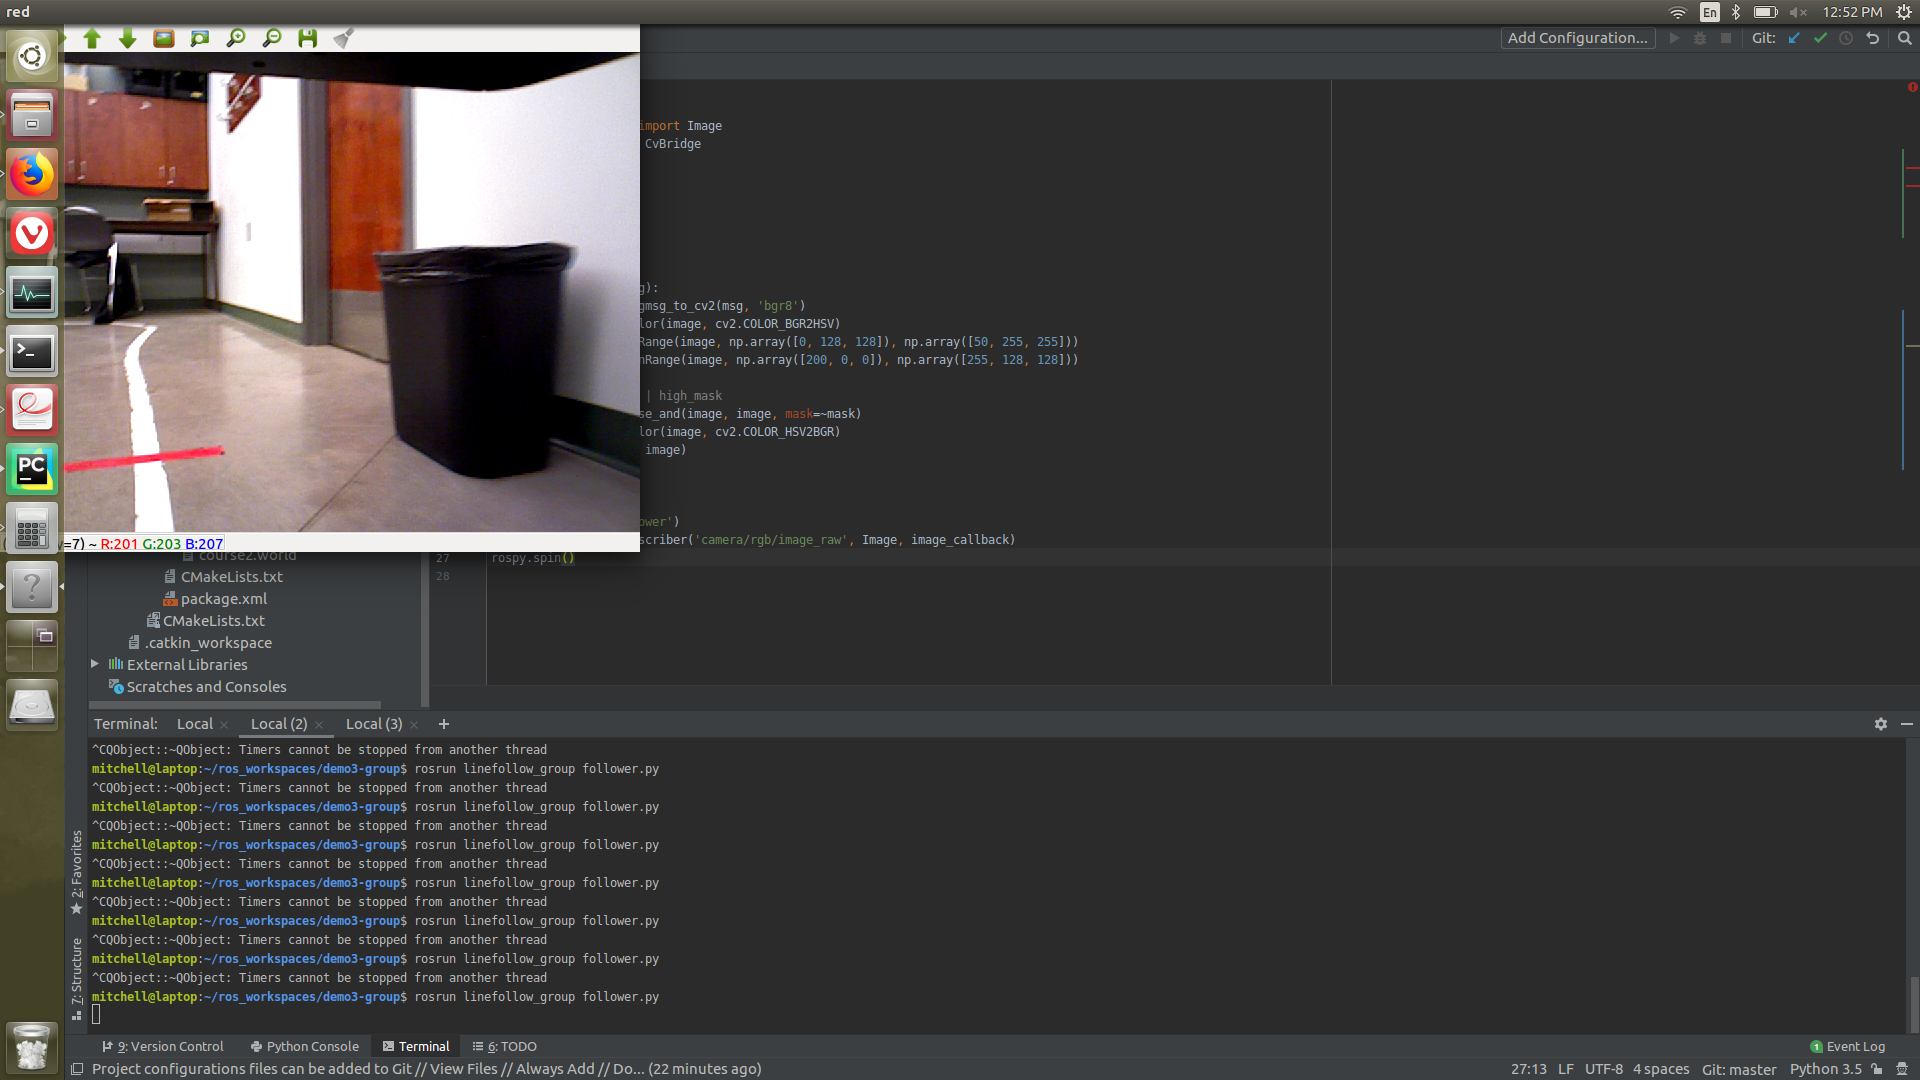 red
En
12:52 PM
Add Configuration...
Git:
import Image
CvBridge
g):
gmsg_to_cv2(msg, 'bgr8')
lor(image, cv2.COLOR_BGR2HSV)
Range(image, np.array([0, 128, 128]), np.array([50, 255, 255]))
nRange(image, np.array([200, 0, 0]), np.array([255, 128, 128]))
| high_mask
se_and(image, image, mask=~mask)
lor(image, cv2.COLOR_HSV2BGR)
image)
ower')
scriber('camera/rgb/image_raw', Image, image_callback)
=7) ~ R:201 G:203 B:207
27 rospy.spin()
28
course2.world
CMakeLists.txt
package.xml
CMakeLists.txt
.catkin_workspace
External Libraries
Scratches and Consoles
PC
Terminal: Local Local (2) Local (3)
^CQObject::~QObject: Timers cannot be stopped from another thread
mitchell@laptop:~/ros_workspaces/demo3-group$ rosrun linefollow_group follower.py
^CQObject::~QObject: Timers cannot be stopped from another thread
mitchell@laptop:~/ros_workspaces/demo3-group$ rosrun linefollow_group follower.py
^CQObject::~QObject: Timers cannot be stopped from another thread
mitchell@laptop:~/ros_workspaces/demo3-group$ rosrun linefollow_group follower.py
^CQObject::~QObject: Timers cannot be stopped from another thread
mitchell@laptop:~/ros_workspaces/demo3-group$ rosrun linefollow_group follower.py
^CQObject::~QObject: Timers cannot be stopped from another thread
mitchell@laptop:~/ros_workspaces/demo3-group$ rosrun linefollow_group follower.py
^CQObject::~QObject: Timers cannot be stopped from another thread
mitchell@laptop:~/ros_workspaces/demo3-group$ rosrun linefollow_group follower.py
^CQObject::~QObject: Timers cannot be stopped from another thread
mitchell@laptop:~/ros_workspaces/demo3-group$ rosrun linefollow_group follower.py
2: Favorites
7: Structure
9: Version Control Python Console Terminal 6: TODO
1 Event Log
Project configurations files can be added to Git // View Files // Always Add // Do... (22 minutes ago)
27:13 LF UTF-8 4 spaces Git: master Python 3.5